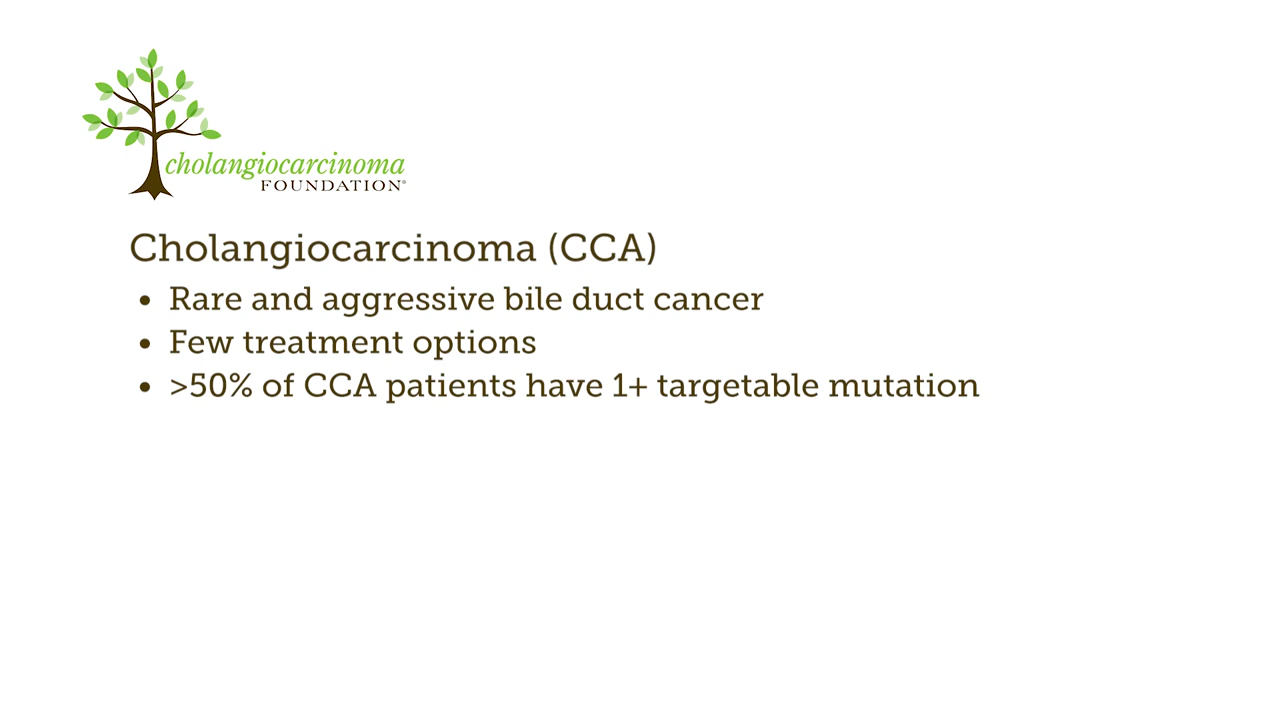 cholangiocarcinoma
FOUNDATION®
Cholangiocarcinoma (CCA)
• Rare and aggressive bile duct cancer
• Few treatment options
• >50% of CCA patients have 1+ targetable mutation